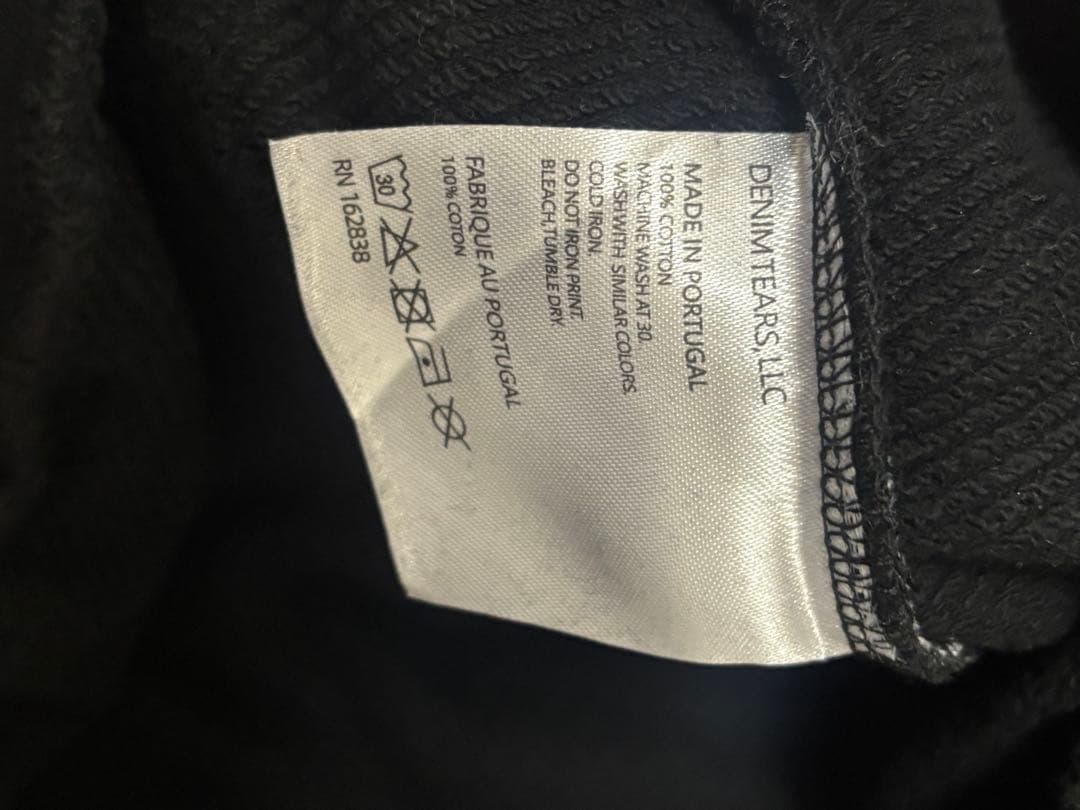 DENIM TEARS, LLC
MADE IN PORTUGAL
100% COTTON
MACHINE WASH AT 30.
WASH WITH SIMILAR COLORS.
COLD IRON.
DO NOT IRON PRINT.
BLEACH,TUMBLE DRY.
FABRIQUE AU PORTUGAL
100% COTON
30
RN 162838